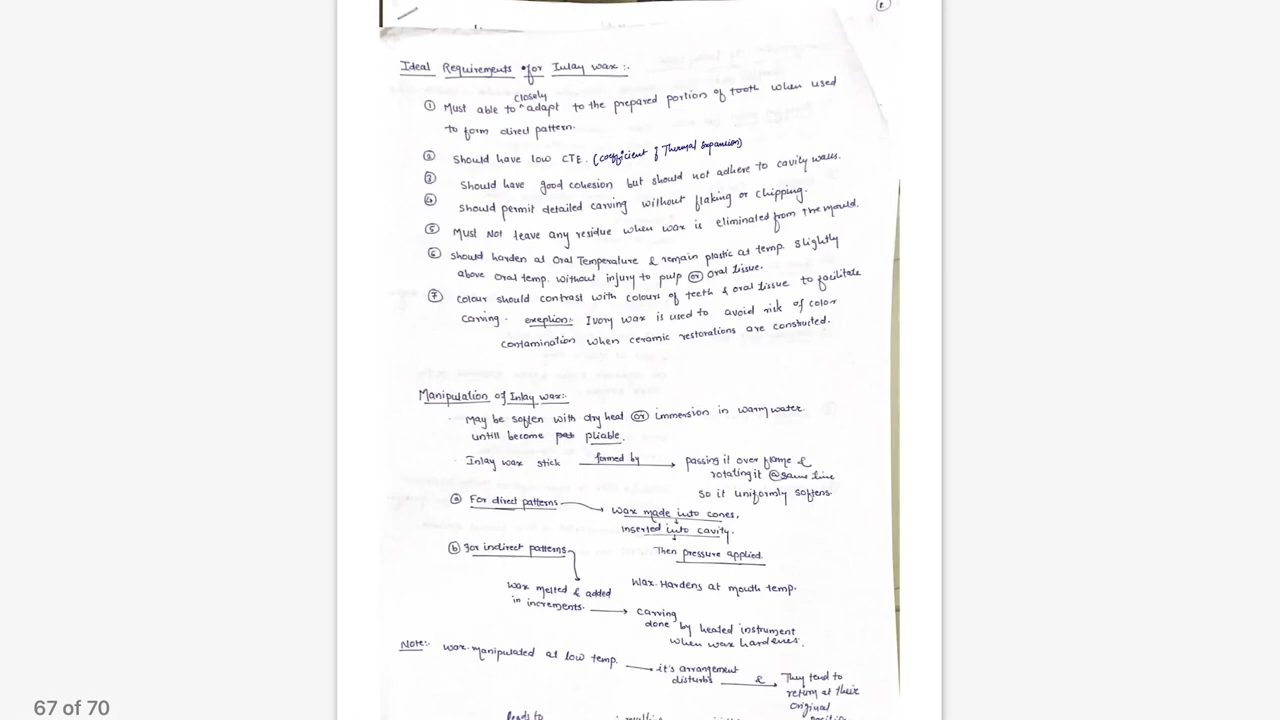 Ideal Requirements for Inlay wax:-
① Must able to closely adapt to the prepared portion of tooth when used
to form direct pattern.
② Should have low CTE. (coefficient of Thermal Expansion)
③ Should have good cohesion but should not adhere to cavity walls.
④ Should permit detailed carving without flaking or chipping.
⑤ Must Not leave any residue when wax is eliminated from the mould.
⑥ Should harden at Oral Temperature & remain plastic at temp. slightly
above oral temp. without injury to pulp or oral tissue.
⑦ colour should contrast with colours of teeth & oral tissue to facilitate
carving. exeption:- Ivory wax is used to avoid risk of color
contamination when ceramic restorations are constructed.
Manipulation of Inlay wax:-
May be soften with dry heat or immersion in warm water
untill become pliable.
Inlay wax stick formed by → passing it over flame &
rotating it @ same time
so it uniformly softens.
ⓐ For direct patterns → Wax made into cones,
inserted into cavity.
Then pressure applied.
ⓑ For indirect patterns
Wax Hardens at mouth temp.
wax melted & added
in increments. → carving
done by heated instrument
when wax hardenes.
Note:- wax manipulated at low temp. → it's arrangement
disturbs & → They tend to
return at their
original
leads to
67 of 70